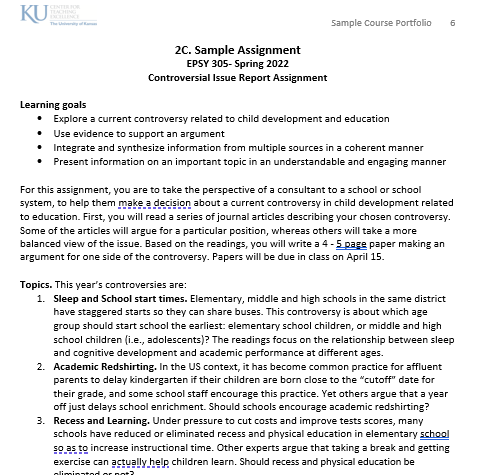 KU CENTER FOR
TEACHING
EXCELLENCE
The University of Kansas
Sample Course Portfolio 6
2C. Sample Assignment
EPSY 305- Spring 2022
Controversial Issue Report Assignment
Learning goals
• Explore a current controversy related to child development and education
• Use evidence to support an argument
• Integrate and synthesize information from multiple sources in a coherent manner
• Present information on an important topic in an understandable and engaging manner
For this assignment, you are to take the perspective of a consultant to a school or school
system, to help them make a decision about a current controversy in child development related
to education. First, you will read a series of journal articles describing your chosen controversy.
Some of the articles will argue for a particular position, whereas others will take a more
balanced view of the issue. Based on the readings, you will write a 4 - 5 page paper making an
argument for one side of the controversy. Papers will be due in class on April 15.
Topics. This year's controversies are:
1. Sleep and School start times. Elementary, middle and high schools in the same district
have staggered starts so they can share buses. This controversy is about which age
group should start school the earliest: elementary school children, or middle and high
school children (i.e., adolescents)? The readings focus on the relationship between sleep
and cognitive development and academic performance at different ages.
2. Academic Redshirting. In the US context, it has become common practice for affluent
parents to delay kindergarten if their children are born close to the "cutoff" date for
their grade, and some school staff encourage this practice. Yet others argue that a year
off just delays school enrichment. Should schools encourage academic redshirting?
3. Recess and Learning. Under pressure to cut costs and improve tests scores, many
schools have reduced or eliminated recess and physical education in elementary school
so as to increase instructional time. Other experts argue that taking a break and getting
exercise can actually help children learn. Should recess and physical education be
eliminated or not?